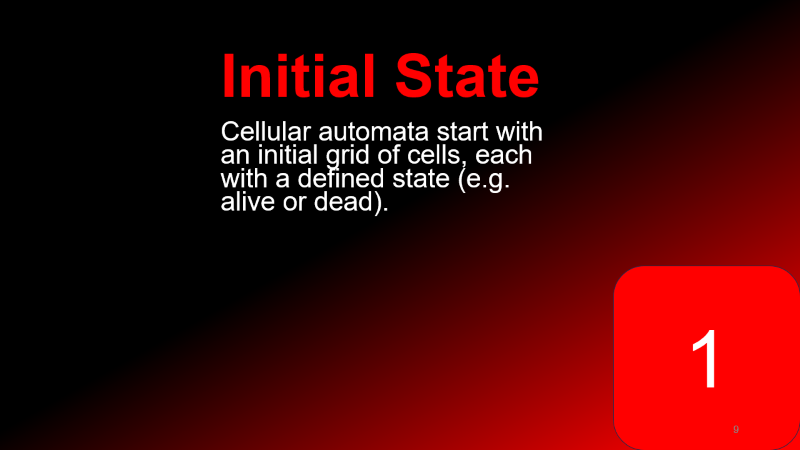 Initial State
Cellular automata start with
an initial grid of cells, each
with a defined state (e.g.
alive or dead).
1
9